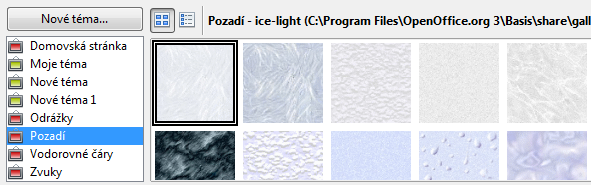 Nové téma...
Pozadí - ice-light (C:\Program Files\OpenOffice.org 3\Basis\share\gall
Domovská stránka
Moje téma
Nové téma
Nové téma 1
Odrážky
Pozadí
Vodorovné čáry
Zvuky